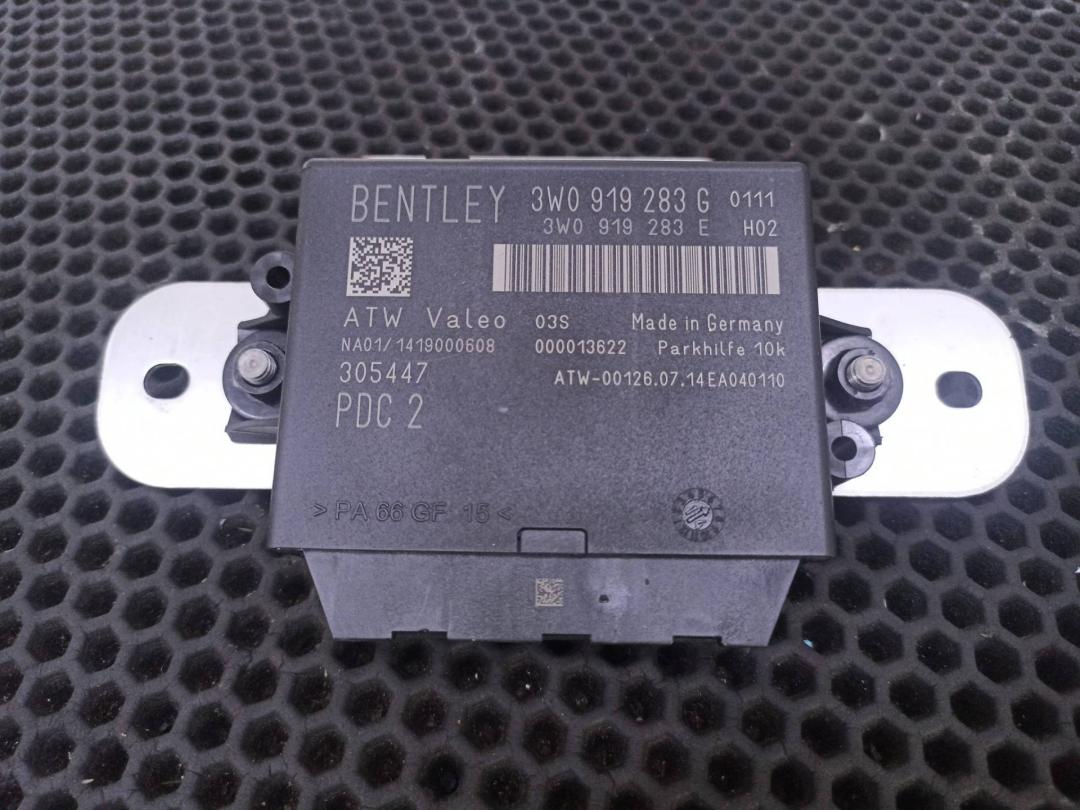 BENTLEY 3W0 919 283 G 0111
3W0 919 283 E H02
ATW Valeo 03S Made in Germany
NA01/1419000608 000013622 Parkhilfe 10k
305447 ATW-00126.07.14EA040110
PDC 2
>PA 66 GF 15<